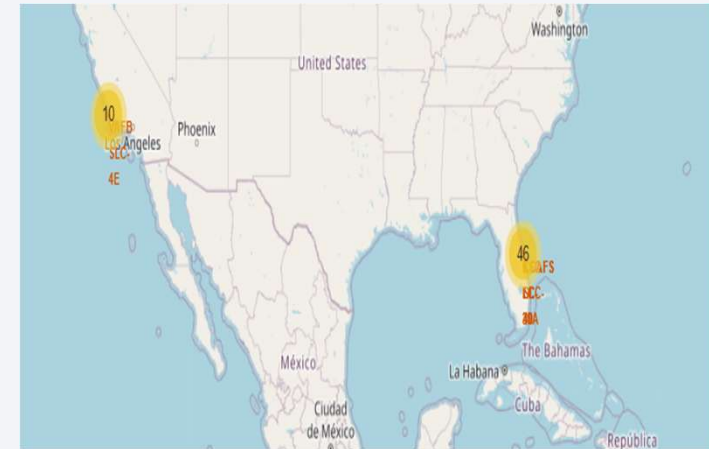 Washington
United States
10
Phoenix
Los Angeles
SLC-
4E
46
The Bahamas
México
La Habana
Cuba
Ciudad
de México
República